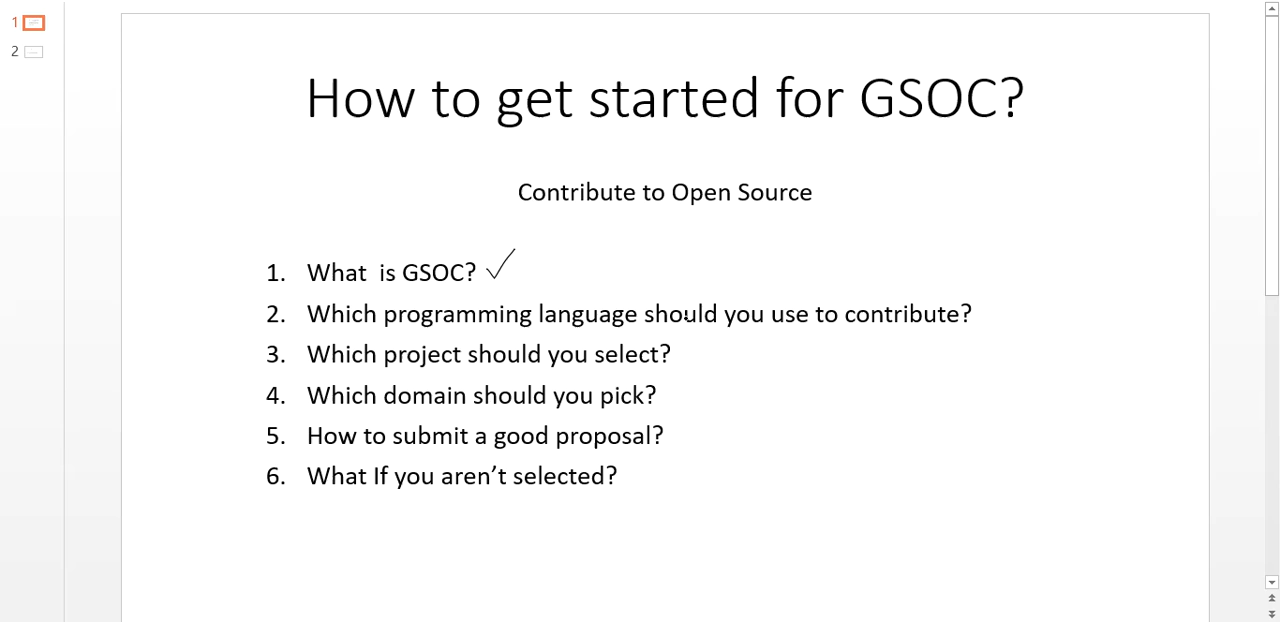 1
2
How to get started for GSOC?
Contribute to Open Source
1. What is GSOC?
2. Which programming language should you use to contribute?
3. Which project should you select?
4. Which domain should you pick?
5. How to submit a good proposal?
6. What If you aren’t selected?